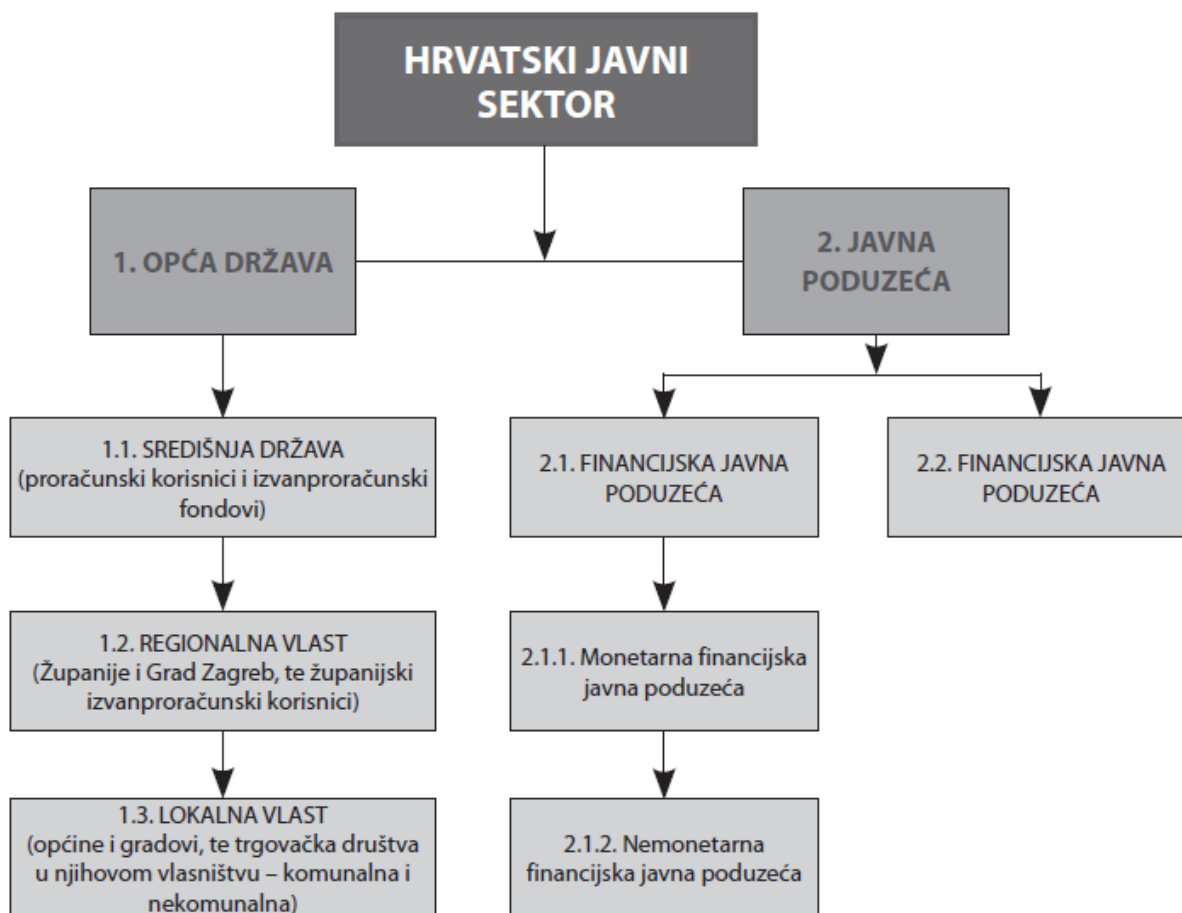 HRVATSKI JAVNI
SEKTOR
1. OPĆA DRŽAVA
2. JAVNA
PODUZEĆA
1.1. SREDIŠNJA DRŽAVA
(proračunski korisnici i izvanproračunski
fondovi)
2.1. FINANCIJSKA JAVNA
PODUZEĆA
2.2. FINANCIJSKA JAVNA
PODUZEĆA
1.2. REGIONALNA VLAST
(Županije i Grad Zagreb, te županijski
izvanproračunski korisnici)
2.1.1. Monetarna financijska
javna poduzeća
1.3. LOKALNA VLAST
(općine i gradovi, te trgovačka društva
u njihovom vlasništvu – komunalna i
nekomunalna)
2.1.2. Nemonetarna
financijska javna poduzeća